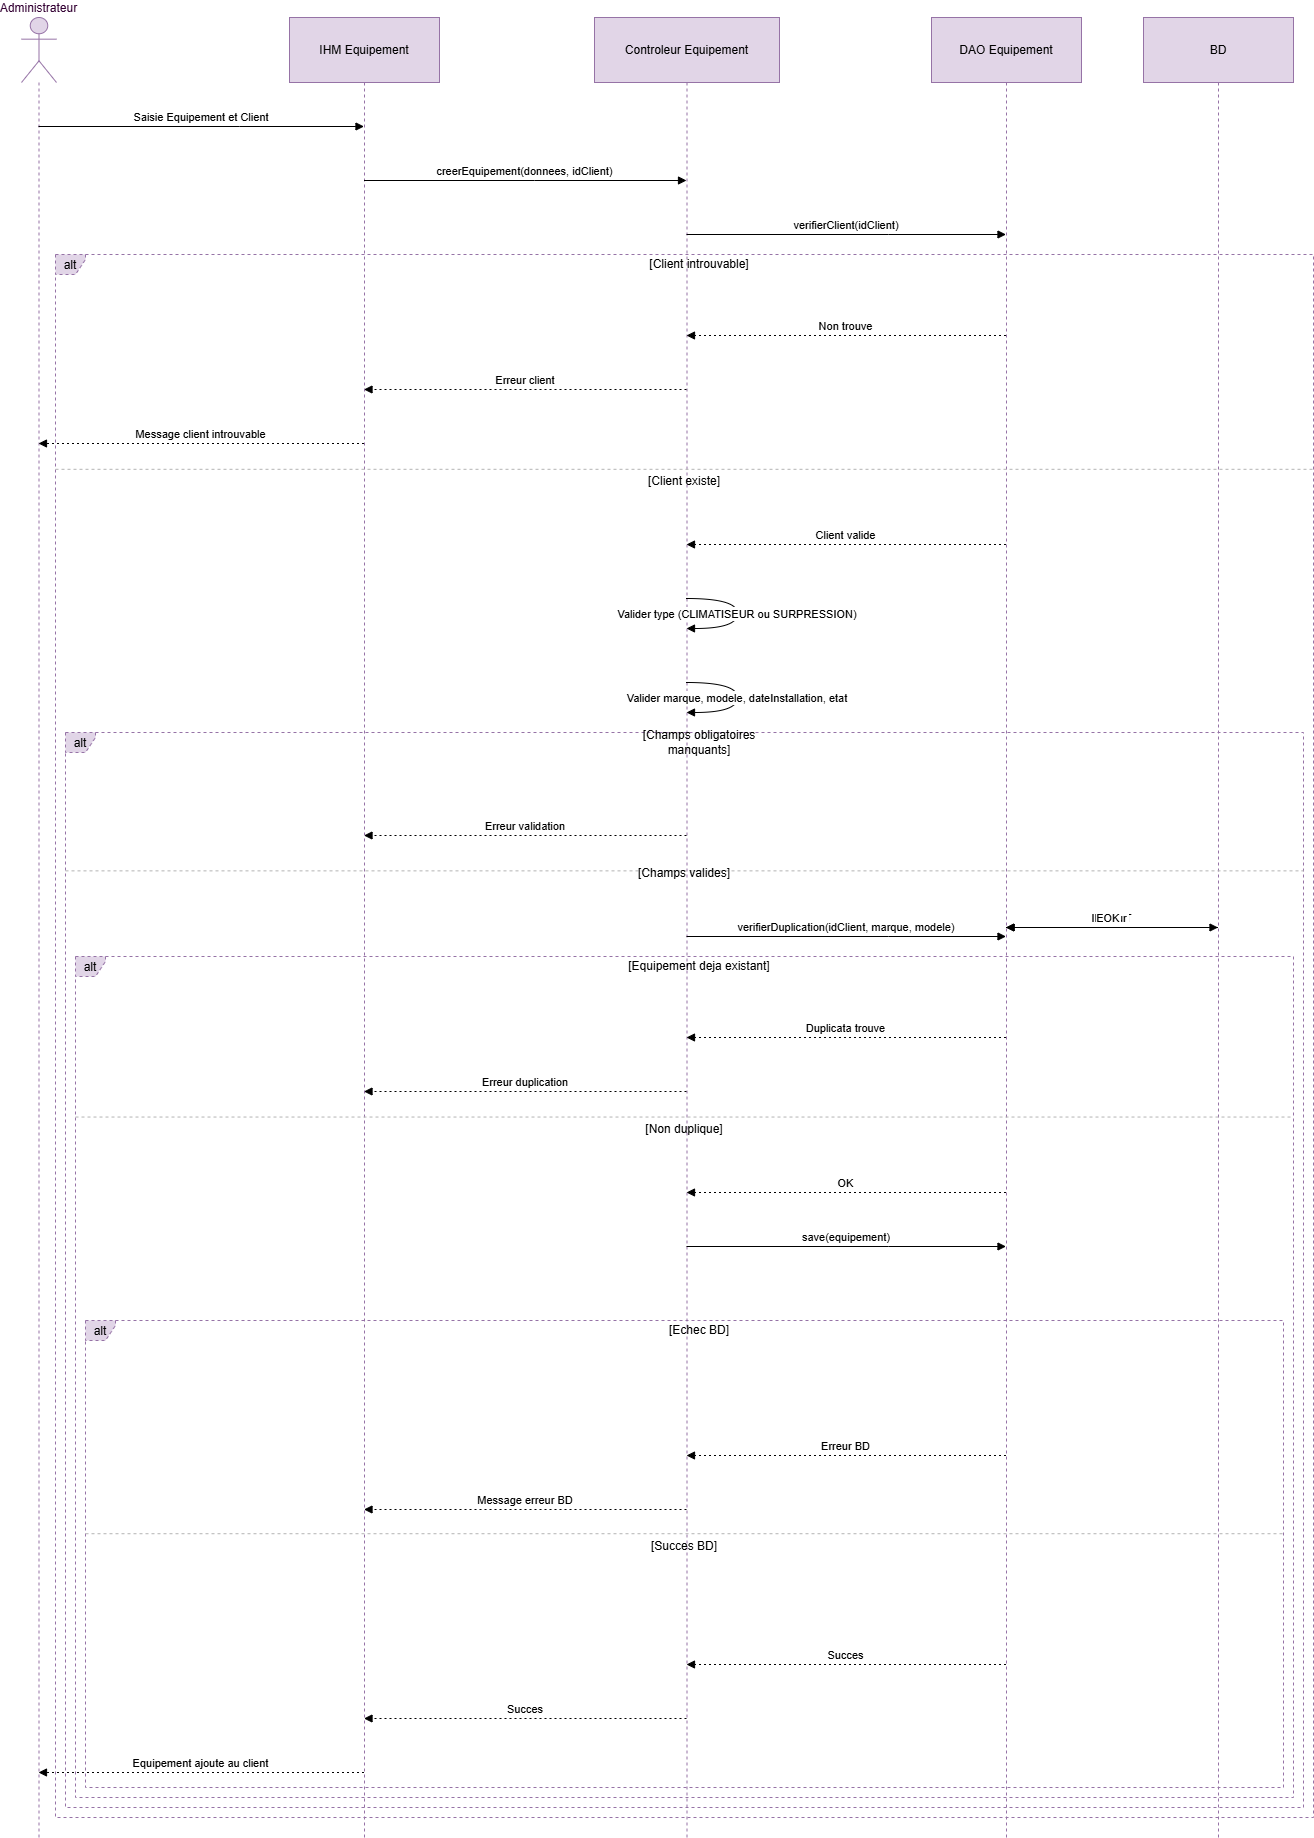 Administrateur
IHM Equipement
Controleur Equipement
DAO Equipement
BD
Saisie Equipement et Client
creerEquipement(donnees, idClient)
verifierClient(idClient)
alt
[Client introuvable]
Non trouve
Erreur client
Message client introuvable
[Client existe]
Client valide
Valider type (CLIMATISEUR ou SURPRESSION)
Valider marque, modele, dateInstallation, etat
alt
[Champs obligatoires
manquants]
Erreur validation
[Champs valides]
verifierDuplication(idClient, marque, modele)
alt
[Equipement deja existant]
Duplicata trouve
Erreur duplication
[Non duplique]
OK
save(equipement)
alt
[Echec BD]
Erreur BD
Message erreur BD
[Succes BD]
Succes
Succes
Equipement ajoute au client